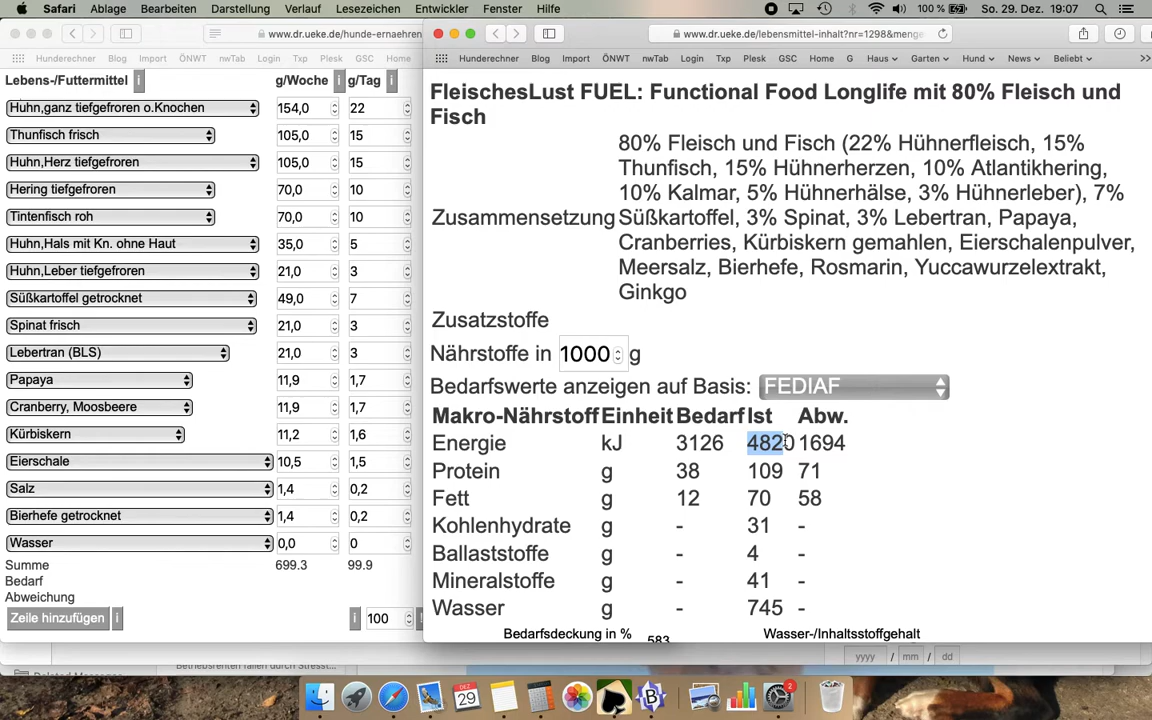 Safari Ablage Bearbeiten Darstellung Verlauf Lesezeichen Entwickler Fenster Hilfe 100 % So. 29. Dez. 19:07
www.dr.ueke.de/hunde-ernaehren
Hunderechner Blog Import ÖNWT nwTab Login Txp Plesk GSC Home
Lebens-/Futtermittel i g/Woche i g/Tag i
Huhn,ganz tiefgefroren o.Knochen 154,0 22
Thunfisch frisch 105,0 15
Huhn,Herz tiefgefroren 105,0 15
Hering tiefgefroren 70,0 10
Tintenfisch roh 70,0 10
Huhn,Hals mit Kn. ohne Haut 35,0 5
Huhn,Leber tiefgefroren 21,0 3
Süßkartoffel getrocknet 49,0 7
Spinat frisch 21,0 3
Lebertran (BLS) 21,0 3
Papaya 11,9 1,7
Cranberry, Moosbeere 11,9 1,7
Kürbiskern 11,2 1,6
Eierschale 10,5 1,5
Salz 1,4 0,2
Bierhefe getrocknet 1,4 0,2
Wasser 0,0 0
Summe 699.3 99.9
Bedarf
Abweichung
Zeile hinzufügen i i 100
www.dr.ueke.de/lebensmittel-inhalt?nr=1298&menge
Hunderechner Blog Import ÖNWT nwTab Login Txp Plesk GSC Home G Haus Garten Hund News Beliebt >>
FleischesLust FUEL: Functional Food Longlife mit 80% Fleisch und
Fisch
80% Fleisch und Fisch (22% Hühnerfleisch, 15%
Thunfisch, 15% Hühnerherzen, 10% Atlantikhering,
10% Kalmar, 5% Hühnerhälse, 3% Hühnerleber), 7%
Zusammensetzung Süßkartoffel, 3% Spinat, 3% Lebertran, Papaya,
Cranberries, Kürbiskern gemahlen, Eierschalenpulver,
Meersalz, Bierhefe, Rosmarin, Yuccawurzelextrakt,
Ginkgo
Zusatzstoffe
Nährstoffe in 1000 g
Bedarfswerte anzeigen auf Basis: FEDIAF
Makro-Nährstoff Einheit Bedarf Ist Abw.
Energie kJ 3126 4820 1694
Protein g 38 109 71
Fett g 12 70 58
Kohlenhydrate g - 31 -
Ballaststoffe g - 4 -
Mineralstoffe g - 41 -
Wasser g - 745 -
Bedarfsdeckung in % 583 Wasser-/Inhaltsstoffgehalt
yyyy / mm / dd
DEZ
29
2